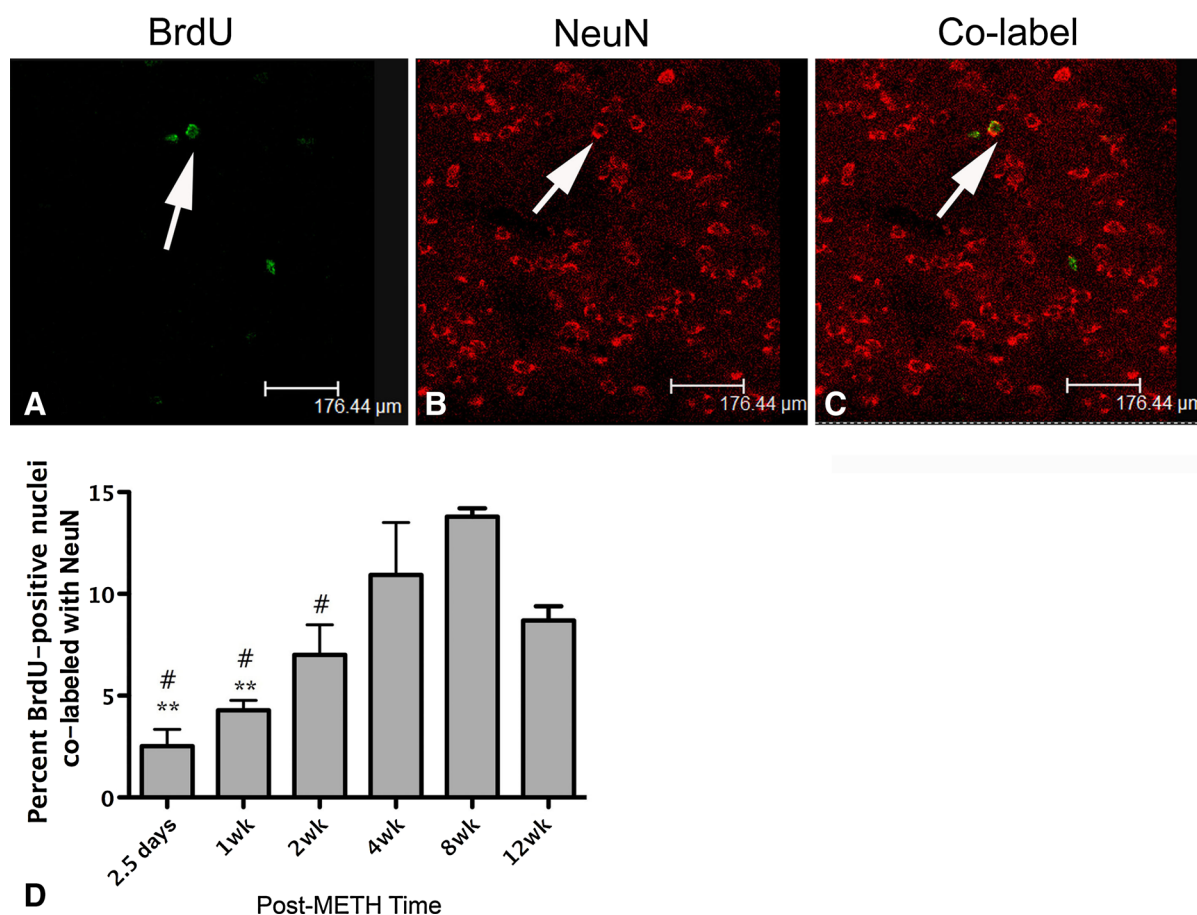 BrdU
NeuN
Co-label
A
176.44 µm
B
176.44 µm
C
176.44 µm
Percent BrdU-positive nuclei
co-labeled with NeuN
15
10
5
0
#
**
#
**
#
2.5 days
1wk
2wk
4wk
8wk
12wk
Post-METH Time
D